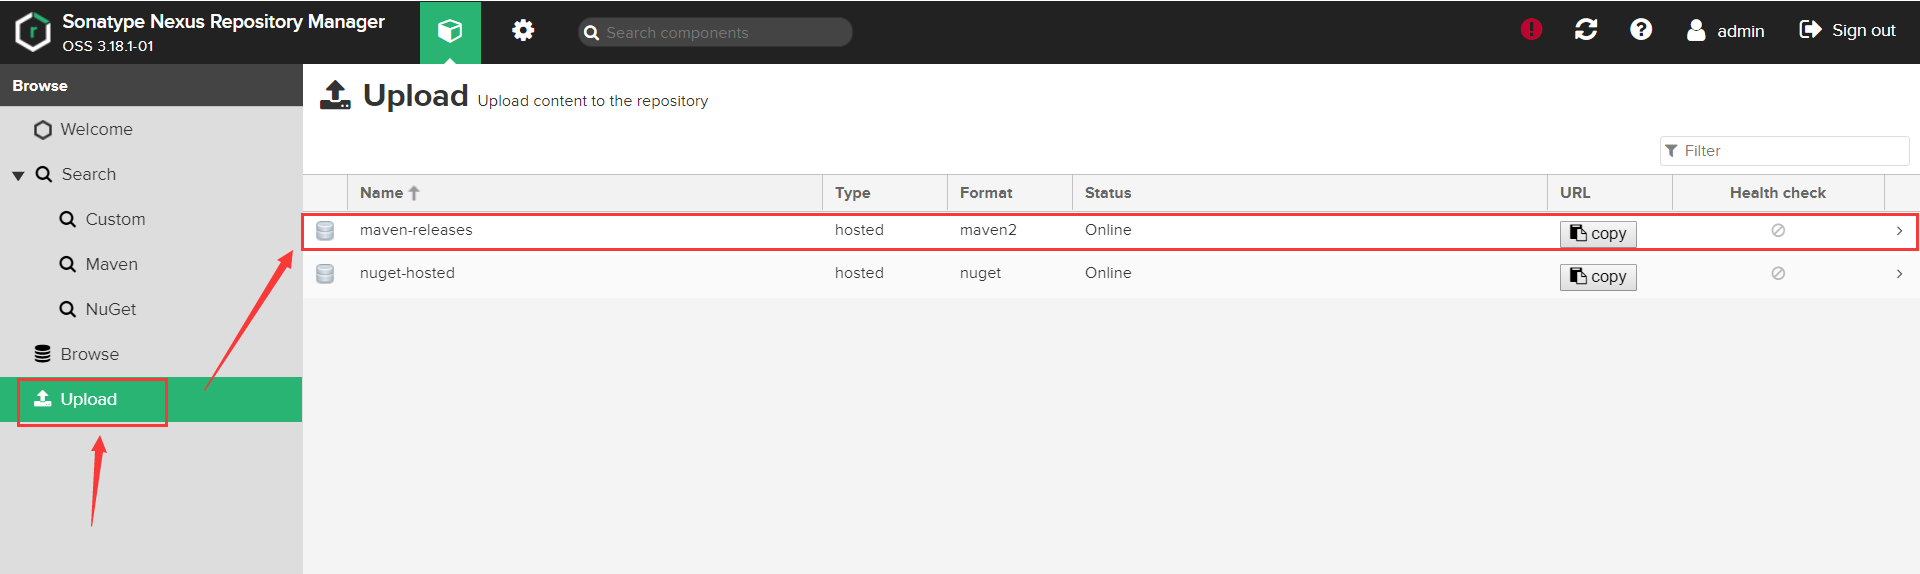 Sonatype Nexus Repository Manager
OSS 3.18.1-01
Search components
admin
Sign out
Browse
Welcome
Search
Custom
Maven
NuGet
Browse
Upload
Upload Upload content to the repository
Filter
Name Type Format Status URL Health check
maven-releases hosted maven2 Online copy
nuget-hosted hosted nuget Online copy